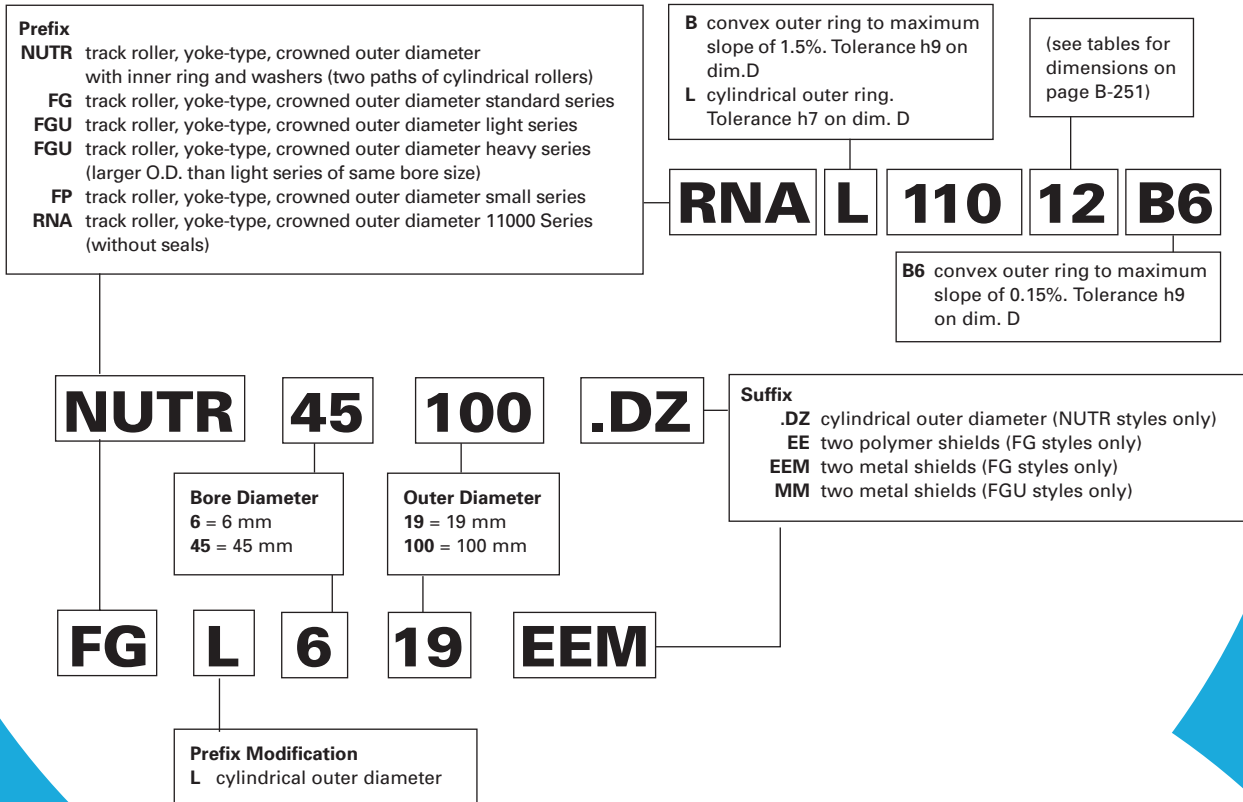 Prefix
NUTR track roller, yoke-type, crowned outer diameter
with inner ring and washers (two paths of cylindrical rollers)
FG track roller, yoke-type, crowned outer diameter standard series
FGU track roller, yoke-type, crowned outer diameter light series
FGU track roller, yoke-type, crowned outer diameter heavy series
(larger O.D. than light series of same bore size)
FP track roller, yoke-type, crowned outer diameter small series
RNA track roller, yoke-type, crowned outer diameter 11000 Series
(without seals)
B convex outer ring to maximum
slope of 1.5%. Tolerance h9 on
dim.D
L cylindrical outer ring.
Tolerance h7 on dim. D
(see tables for
dimensions on
page B-251)
RNA L 110 12 B6
B6 convex outer ring to maximum
slope of 0.15%. Tolerance h9
on dim. D
NUTR 45 100 .DZ
Suffix
.DZ cylindrical outer diameter (NUTR styles only)
EE two polymer shields (FG styles only)
EEM two metal shields (FG styles only)
MM two metal shields (FGU styles only)
Bore Diameter
6 = 6 mm
45 = 45 mm
Outer Diameter
19 = 19 mm
100 = 100 mm
FG L 6 19 EEM
Prefix Modification
L cylindrical outer diameter